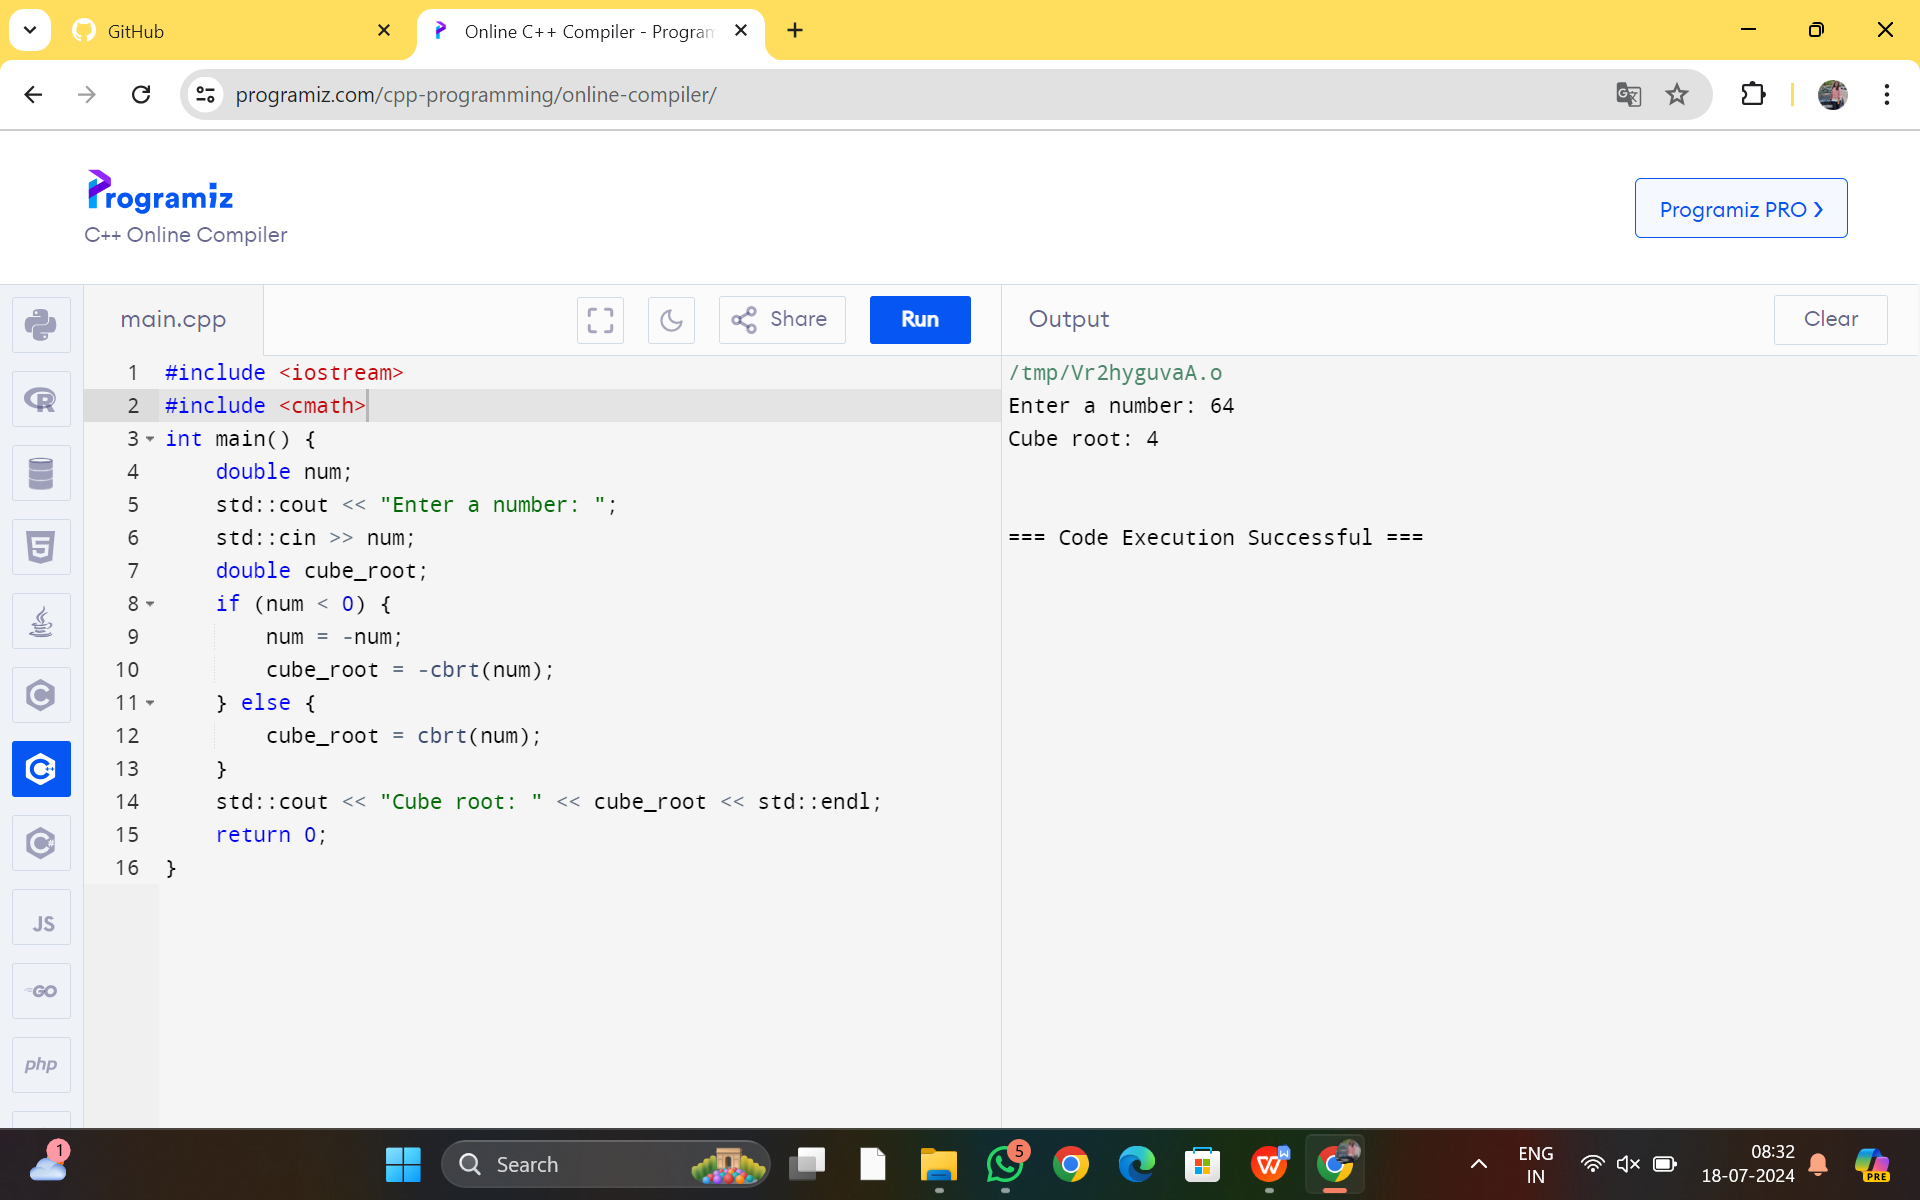 GitHub
Online C++ Compiler - Program
programiz.com/cpp-programming/online-compiler/
Programiz
C++ Online Compiler
Programiz PRO ❯
main.cpp
Share
Run
Output
Clear
1 #include <iostream>
2 #include <cmath>
3 int main() {
4     double num;
5     std::cout << "Enter a number: ";
6     std::cin >> num;
7     double cube_root;
8     if (num < 0) {
9         num = -num;
10         cube_root = -cbrt(num);
11     } else {
12         cube_root = cbrt(num);
13     }
14     std::cout << "Cube root: " << cube_root << std::endl;
15     return 0;
16 }
/tmp/Vr2hyguvaA.o
Enter a number: 64
Cube root: 4
=== Code Execution Successful ===
JS
GO
php
1
Search
5
ENG
IN
08:32
18-07-2024
PRE